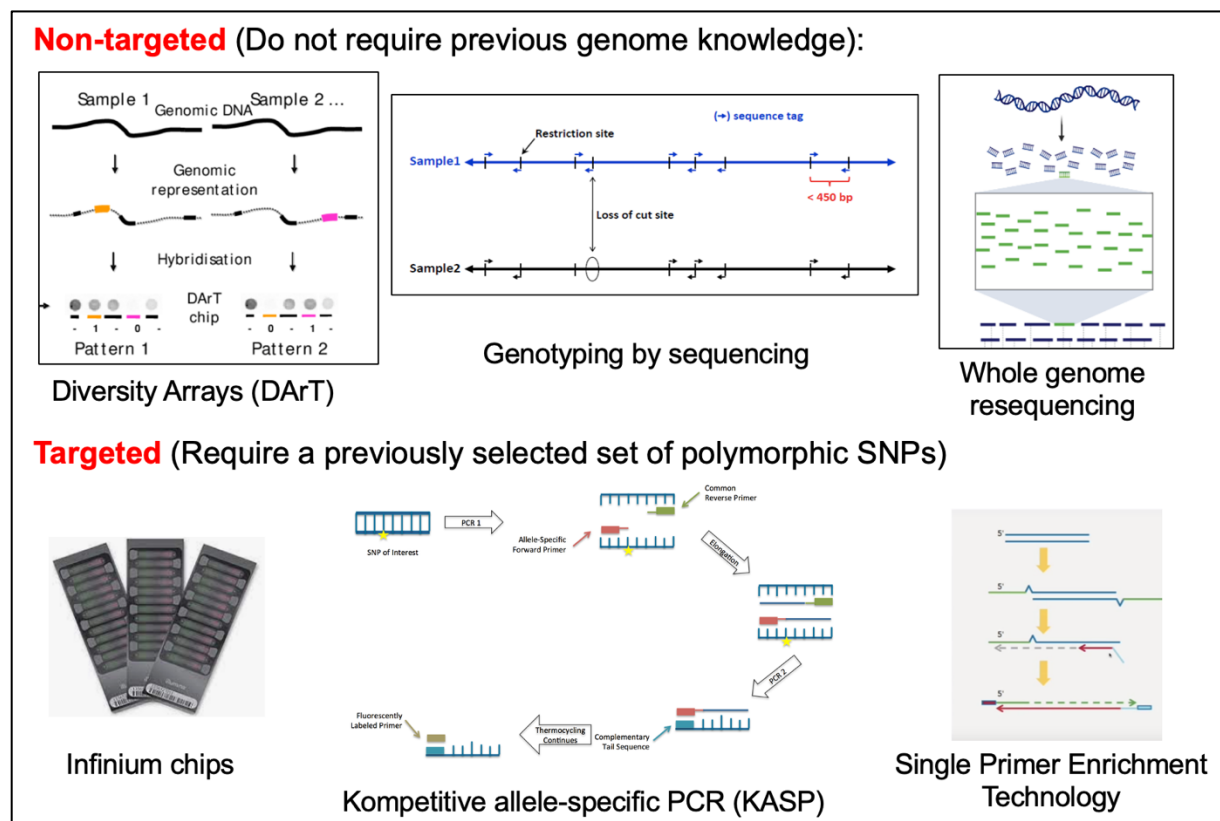 Non-targeted (Do not require previous genome knowledge):
Sample 1
Sample 2 ...
Genomic DNA
Genomic
representation
Hybridisation
DArT
chip
- 1 - 0 -
- 0 - 1 -
Pattern 1
Pattern 2
Diversity Arrays (DArT)
(→) sequence tag
Restriction site
Sample1
< 450 bp
Loss of cut site
Sample2
Genotyping by sequencing
Whole genome
resequencing
Targeted (Require a previously selected set of polymorphic SNPs)
Infinium chips
SNP of Interest
PCR 1
Common
Reverse Primer
Allele-Specific
Forward Primer
Elongation
PCR 2
Complementary
Tail Sequence
Thermocycling
Continues
Fluorescently
Labeled Primer
Kompetitive allele-specific PCR (KASP)
5'
5'
5'
5'
Single Primer Enrichment
Technology